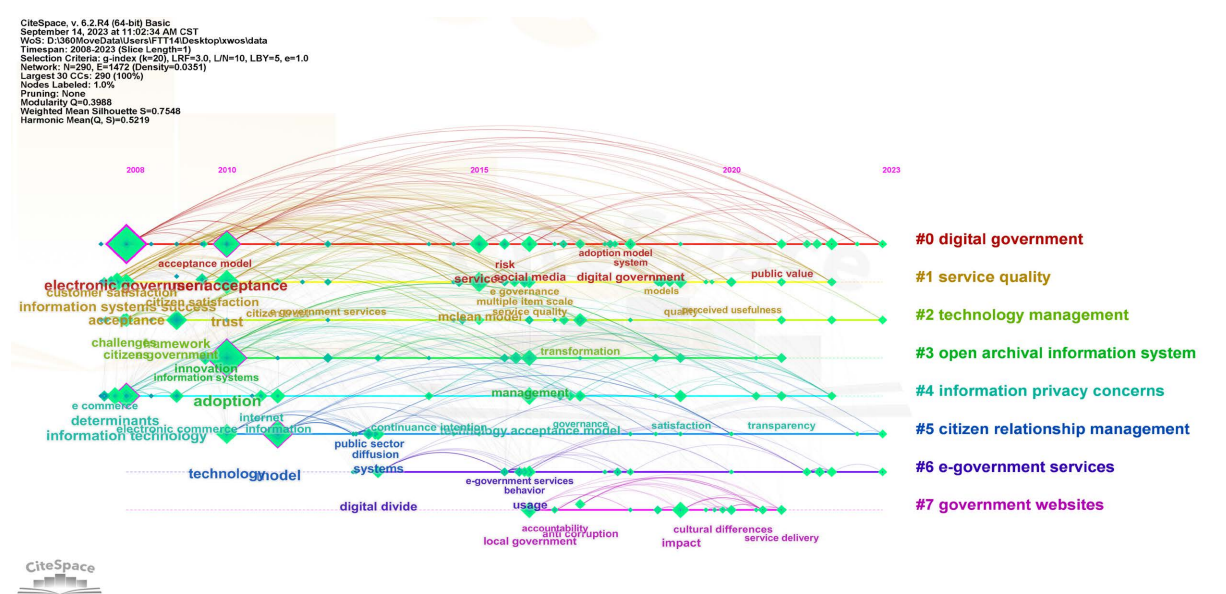 CiteSpace, v. 6.2.R4 (64-bit) Basic
September 14, 2023 at 11:02:34 AM CST
WoS: D:\360MoveData\Users\FTT14\Desktop\xwos\data
Timespan: 2008-2023 (Slice Length=1)
Selection Criteria: g-index (k=20), LRF=3.0, L/N=10, LBY=5, e=1.0
Network: N=290, E=1472 (Density=0.0351)
Largest 30 CCs: 290 (100%)
Nodes Labeled: 1.0%
Pruning: None
Modularity Q=0.3988
Weighted Mean Silhouette S=0.7548
Harmonic Mean(Q, S)=0.5219
2008 2010 2015 2020 2023
#0 digital government
acceptance model
risk
adoption model
system
electronic government
user acceptance
services
social media
digital government
public value
#1 service quality
customer satisfaction
information systems success
acceptance
citizen satisfaction
trust
e government services
e governance
multiple item scale
service quality
mclean model
models
quality
perceived usefulness
#2 technology management
challenges
framework
citizens
government
transformation
#3 open archival information system
innovation
information systems
adoption
management
#4 information privacy concerns
e commerce
determinants
information technology
electronic commerce
internet
information
continuance intention
technology acceptance model
governance
satisfaction
transparency
#5 citizen relationship management
public sector
diffusion
systems
technology
model
#6 e-government services
digital divide
e-government services
behavior
usage
#7 government websites
accountability
anti corruption
local government
cultural differences
impact
service delivery
CiteSpace